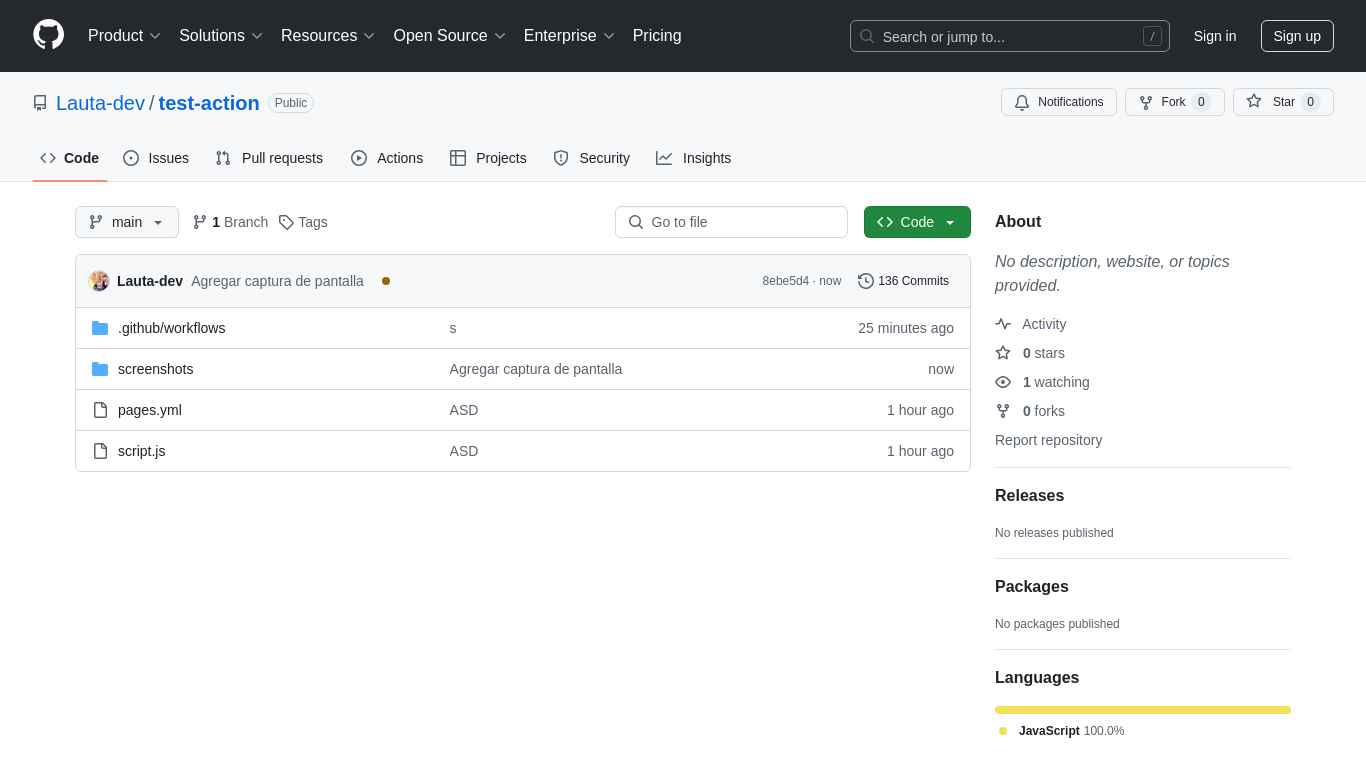 Product Solutions Resources Open Source Enterprise Pricing Search or jump to... / Sign in Sign up
Lauta-dev / test-action Public Notifications Fork 0 Star 0
Code Issues Pull requests Actions Projects Security Insights
main 1 Branch Tags Go to file Code
Lauta-dev Agregar captura de pantalla 8ebe5d4 · now 136 Commits
.github/workflows s 25 minutes ago
screenshots Agregar captura de pantalla now
pages.yml ASD 1 hour ago
script.js ASD 1 hour ago
About
No description, website, or topics
provided.
Activity
0 stars
1 watching
0 forks
Report repository
Releases
No releases published
Packages
No packages published
Languages
JavaScript 100.0%